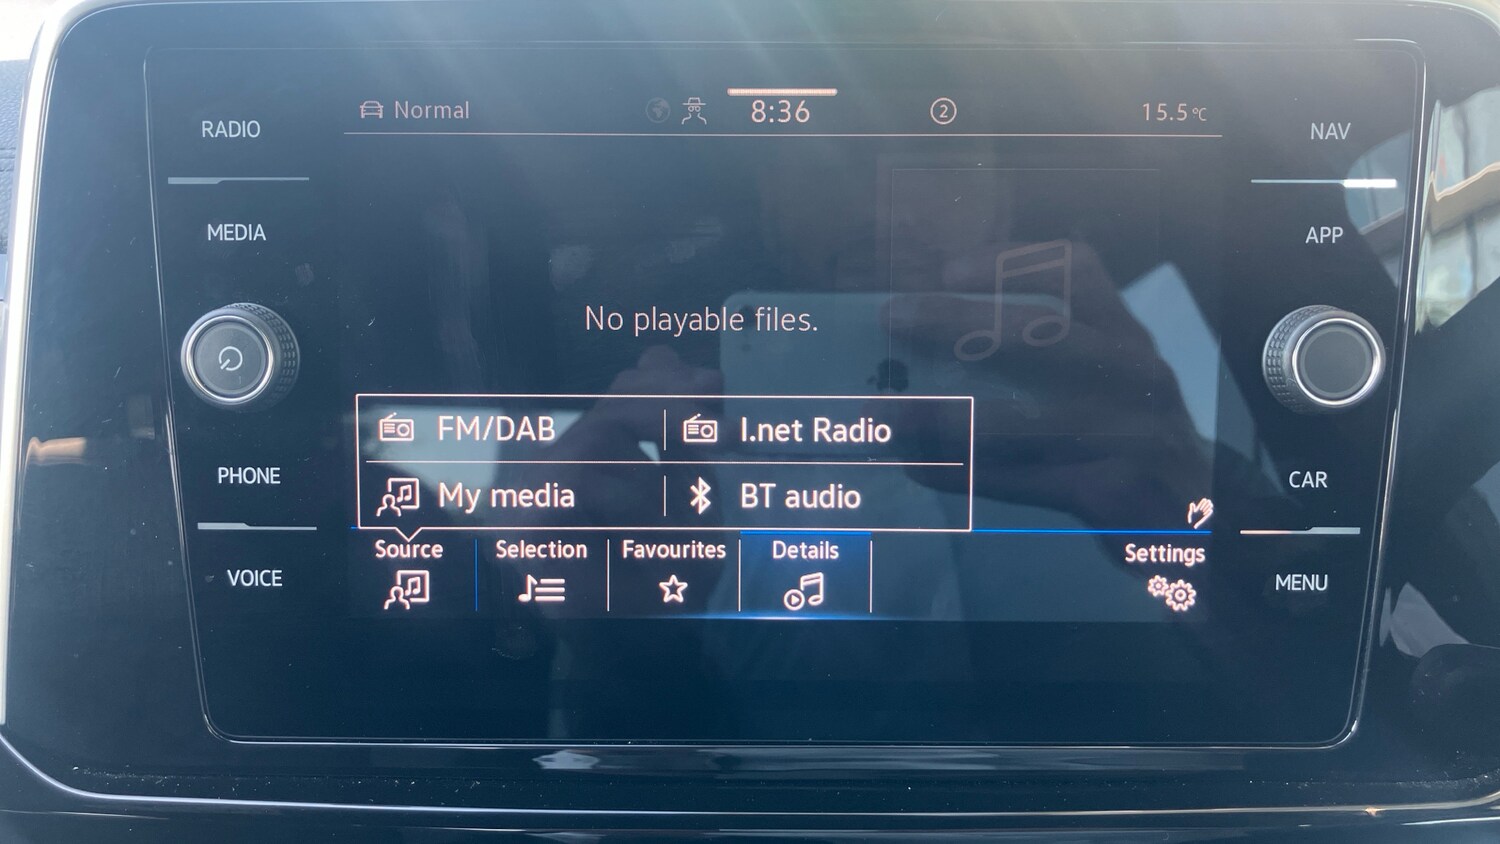 RADIO
MEDIA
PHONE
VOICE
Normal
8:36
2
15.5°C
No playable files.
FM/DAB
I.net Radio
My media
BT audio
Source
Selection
Favourites
Details
Settings
NAV
APP
CAR
MENU